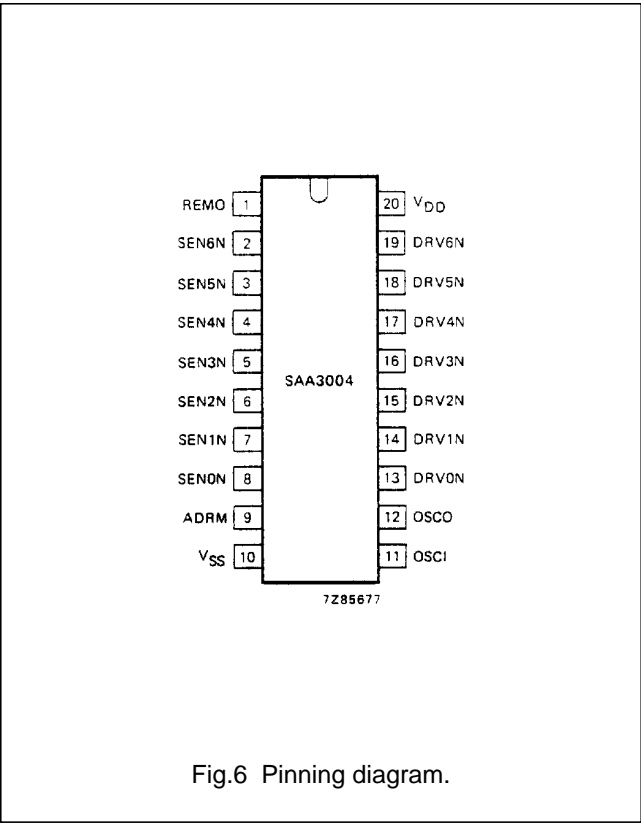 REMO 1 20 VDD
SEN6N 2 19 DRV6N
SEN5N 3 18 DRV5N
SEN4N 4 17 DRV4N
SEN3N 5 16 DRV3N
SAA3004
SEN2N 6 15 DRV2N
SEN1N 7 14 DRV1N
SEN0N 8 13 DRV0N
ADRM 9 12 OSCO
VSS 10 11 OSCI
7Z85677
Fig.6 Pinning diagram.